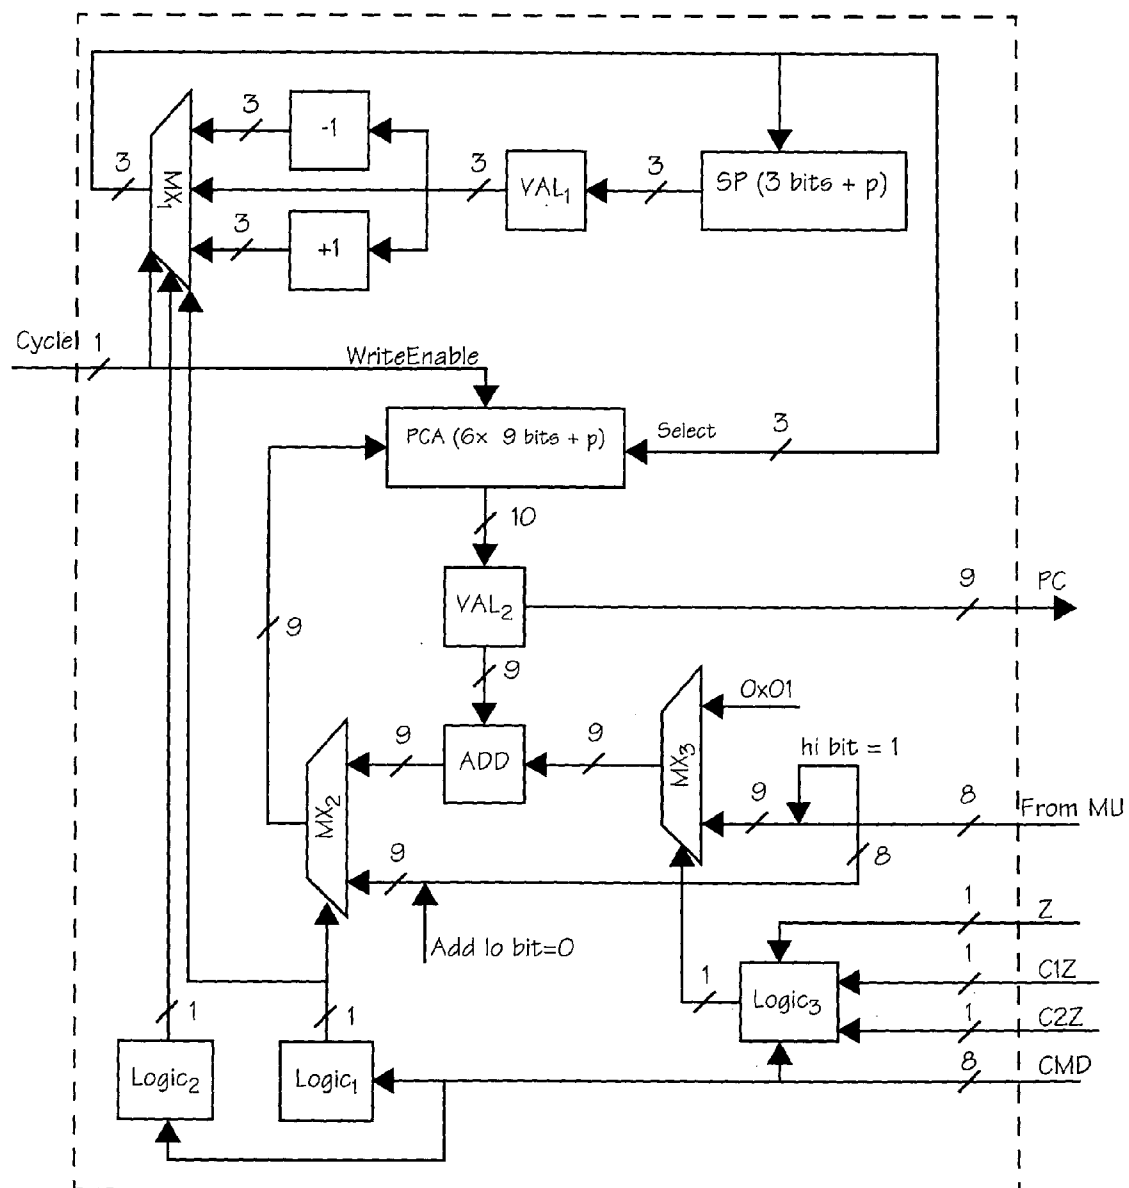 3
-1
3
MX1
3
VAL1
3
SP (3 bits + p)
3
+1
Cycle
1
WriteEnable
PCA (6x 9 bits + p)
Select
3
10
VAL2
9
PC
9
9
0x01
hi bit = 1
9
ADD
9
MX3
MX2
9
8
From MU
9
8
Add lo bit=0
1
Z
1
C1Z
1
Logic3
1
C2Z
1
1
8
CMD
Logic2
Logic1